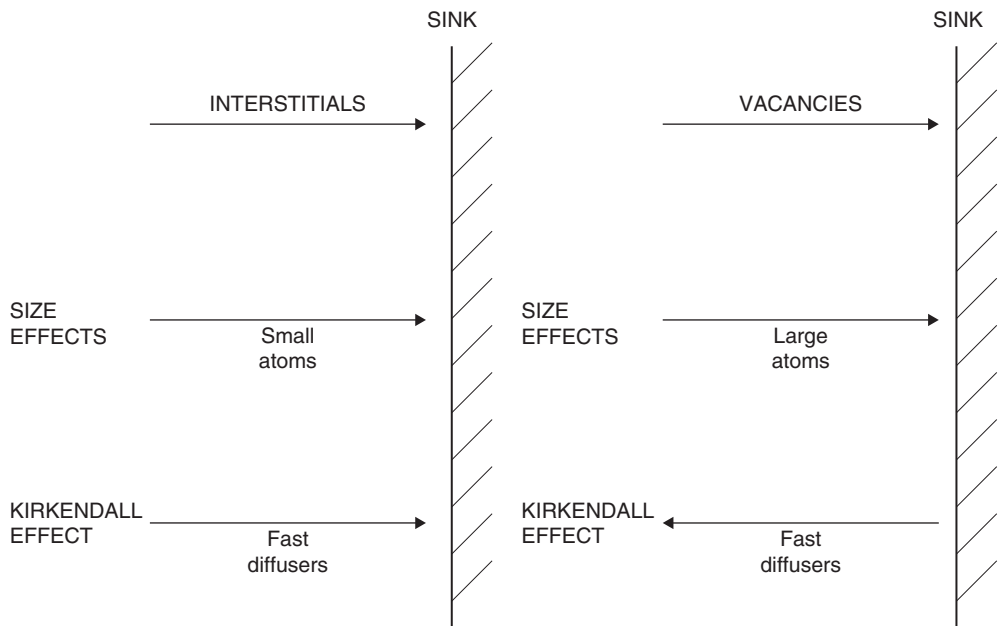 SINK
INTERSTITIALS
SIZE
EFFECTS
Small
atoms
KIRKENDALL
EFFECT
Fast
diffusers
SINK
VACANCIES
SIZE
EFFECTS
Large
atoms
KIRKENDALL
EFFECT
Fast
diffusers